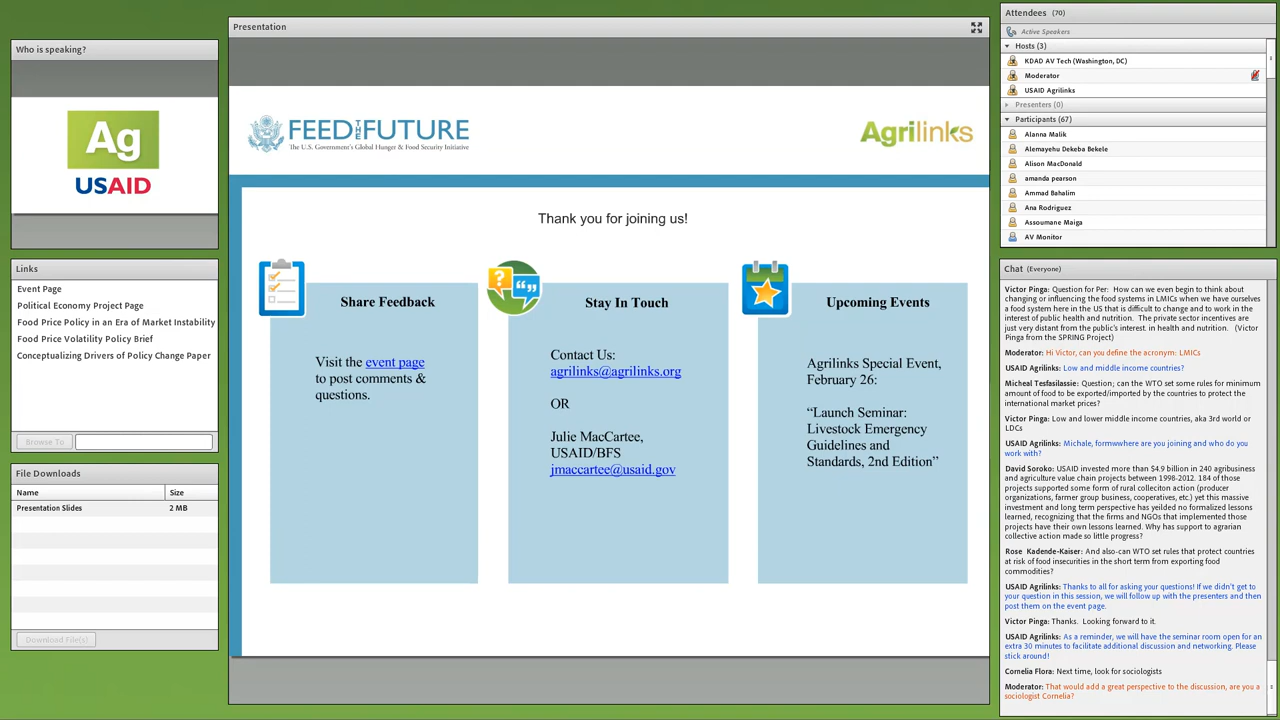 Who is speaking?
Ag
USAID
Links
Event Page
Political Economy Project Page
Food Price Policy in an Era of Market Instability
Food Price Volatility Policy Brief
Conceptualizing Drivers of Policy Change Paper
Browse To
File Downloads
Name Size
Presentation Slides 2 MB
Download File(s)
Presentation
FEED THE FUTURE
The U.S. Government's Global Hunger & Food Security Initiative
Agrilinks
Thank you for joining us!
Share Feedback
Visit the event page
to post comments &
questions.
Stay In Touch
Contact Us:
agrilinks@agrilinks.org
OR
Julie MacCartee,
USAID/BFS
jmaccartee@usaid.gov
Upcoming Events
Agrilinks Special Event,
February 26:
“Launch Seminar:
Livestock Emergency
Guidelines and
Standards, 2nd Edition”
Attendees (70)
Active Speakers
Hosts (3)
KDAD AV Tech (Washington, DC)
Moderator
USAID Agrilinks
Presenters (0)
Participants (67)
Alanna Malik
Alemayehu Dekeba Bekele
Alison MacDonald
amanda pearson
Ammad Bahalim
Ana Rodriguez
Assoumane Maiga
AV Monitor
Chat (Everyone)
Victor Pinga: Question for Per: How can we even begin to think about
changing or influencing the food systems in LMICs when we have ourselves
a food system here in the US that is difficult to change and to work in the
interest of public health and nutrition. The private sector incentives are
just very distant from the public's interest. in health and nutrition. (Victor
Pinga from the SPRING Project)
Moderator: Hi Victor, can you define the acronym: LMICs
USAID Agrilinks: Low and middle income countries?
Micheal Tesfasilassie: Question; can the WTO set some rules for minimum
amount of food to be exported/imported by the countries to protect the
international market prices?
Victor Pinga: Low and lower middle income countries, aka 3rd world or
LDCs
USAID Agrilinks: Michale, formwwhere are you joining and who do you
work with?
David Soroko: USAID invested more than $4.9 billion in 240 agribusiness
and agriculture value chain projects between 1998-2012. 184 of those
projects supported some form of rural colleciton action (producer
organizations, farmer group business, cooperatives, etc.) yet this massive
investment and long term perspective has yeilded no formalized lessons
learned, recognizing that the firms and NGOs that implemented those
projects have their own lessons learned. Why has support to agrarian
collective action made so little progress?
Rose Kadende-Kaiser: And also-can WTO set rules that protect countries
at risk of food insecurities in the short term from exporting food
commodities?
USAID Agrilinks: Thanks to all for asking your questions! If we didn't get to
your question in this session, we will follow up with the presenters and then
post them on the event page.
Victor Pinga: Thanks. Looking forward to it.
USAID Agrilinks: As a reminder, we will have the seminar room open for an
extra 30 minutes to facilitate additional discussion and networking. Please
stick around!
Cornelia Flora: Next time, look for sociologists
Moderator: That would add a great perspective to the discussion, are you a
sociologist Cornelia?